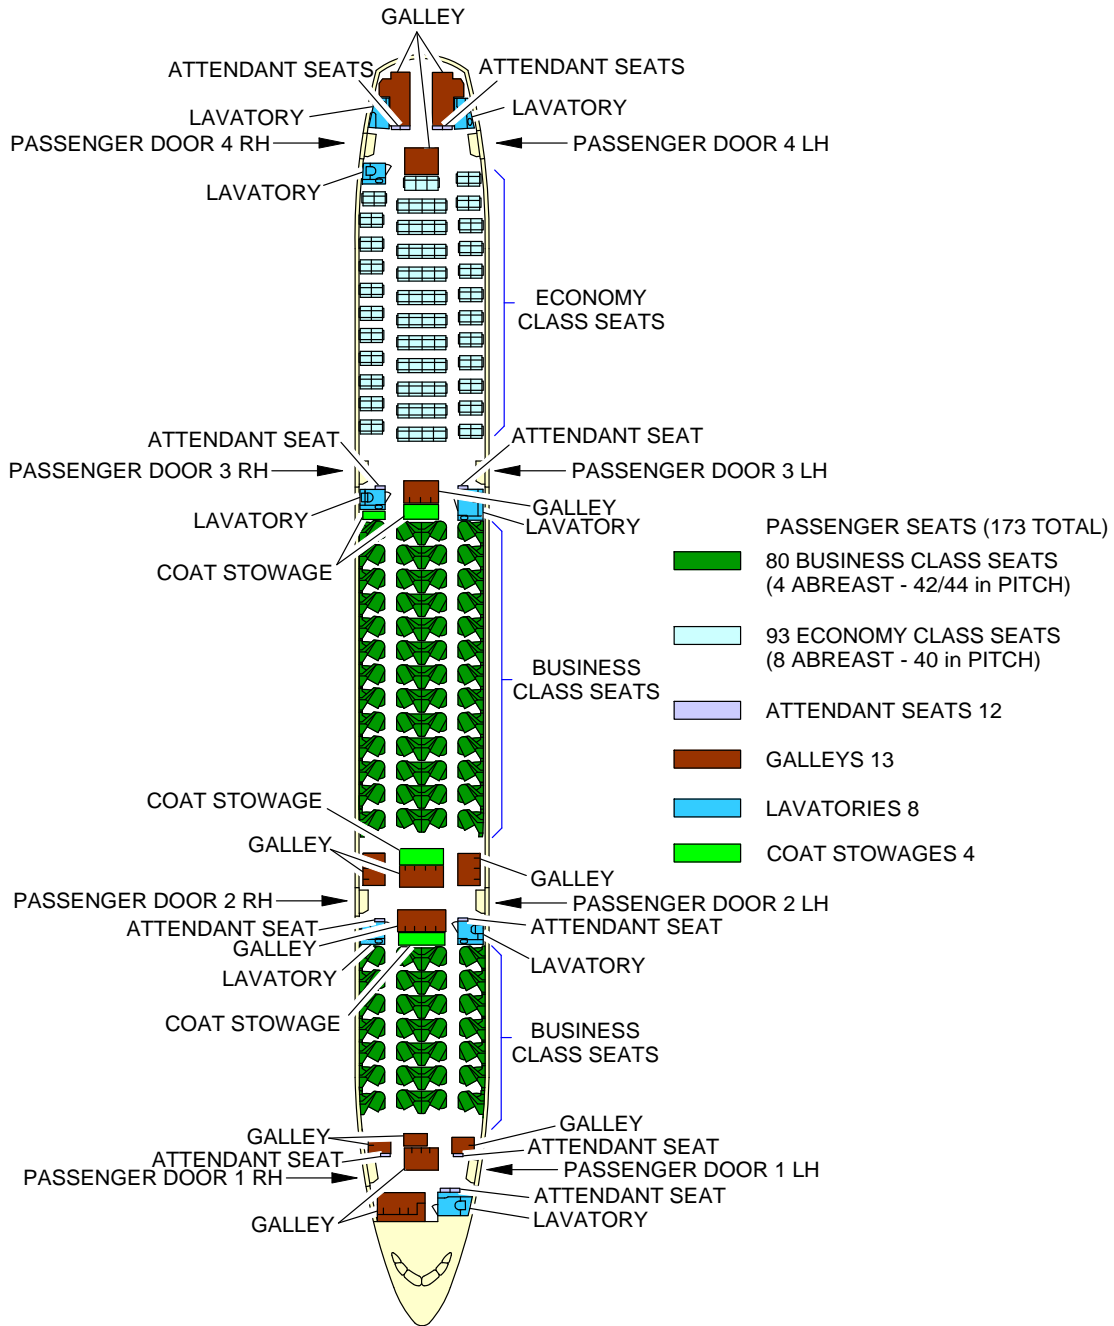 GALLEY
ATTENDANT SEATS
ATTENDANT SEATS
LAVATORY
LAVATORY
PASSENGER DOOR 4 RH
PASSENGER DOOR 4 LH
LAVATORY
ECONOMY
CLASS SEATS
ATTENDANT SEAT
ATTENDANT SEAT
PASSENGER DOOR 3 RH
PASSENGER DOOR 3 LH
GALLEY
LAVATORY
LAVATORY
COAT STOWAGE
PASSENGER SEATS (173 TOTAL)
80 BUSINESS CLASS SEATS
(4 ABREAST - 42/44 in PITCH)
93 ECONOMY CLASS SEATS
(8 ABREAST - 40 in PITCH)
BUSINESS
CLASS SEATS
ATTENDANT SEATS 12
GALLEYS 13
LAVATORIES 8
COAT STOWAGES 4
COAT STOWAGE
GALLEY
GALLEY
PASSENGER DOOR 2 RH
PASSENGER DOOR 2 LH
ATTENDANT SEAT
ATTENDANT SEAT
GALLEY
LAVATORY
LAVATORY
COAT STOWAGE
BUSINESS
CLASS SEATS
GALLEY
GALLEY
ATTENDANT SEAT
ATTENDANT SEAT
PASSENGER DOOR 1 RH
PASSENGER DOOR 1 LH
ATTENDANT SEAT
GALLEY
LAVATORY